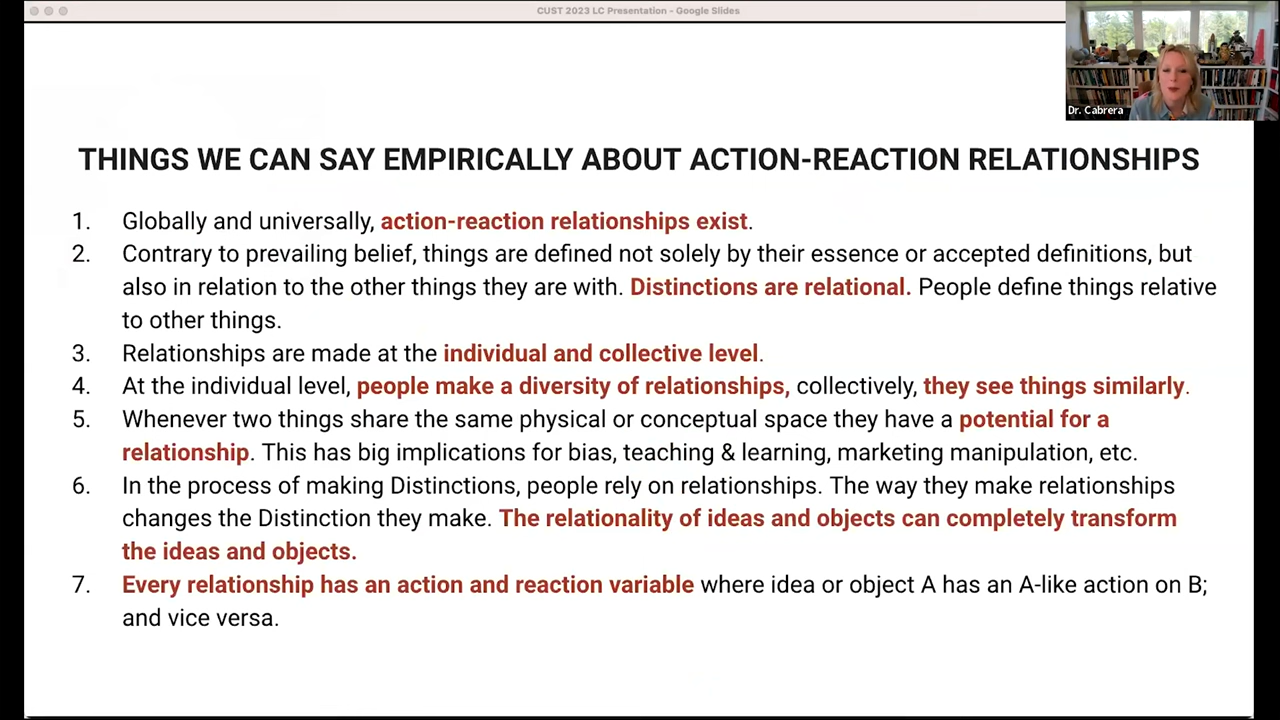 CUST 2023 LC Presentation - Google Slides
Dr. Cabrera
THINGS WE CAN SAY EMPIRICALLY ABOUT ACTION-REACTION RELATIONSHIPS
1. Globally and universally, action-reaction relationships exist.
2. Contrary to prevailing belief, things are defined not solely by their essence or accepted definitions, but
also in relation to the other things they are with. Distinctions are relational. People define things relative
to other things.
3. Relationships are made at the individual and collective level.
4. At the individual level, people make a diversity of relationships, collectively, they see things similarly.
5. Whenever two things share the same physical or conceptual space they have a potential for a
relationship. This has big implications for bias, teaching & learning, marketing manipulation, etc.
6. In the process of making Distinctions, people rely on relationships. The way they make relationships
changes the Distinction they make. The relationality of ideas and objects can completely transform
the ideas and objects.
7. Every relationship has an action and reaction variable where idea or object A has an A-like action on B;
and vice versa.